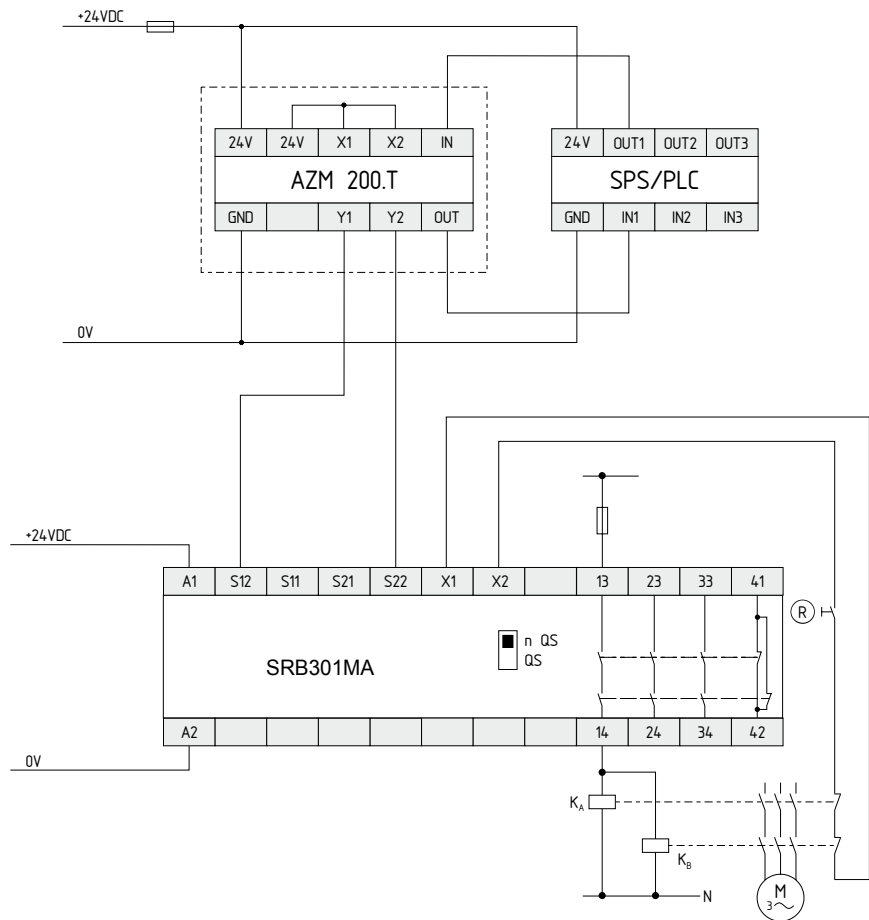 +24VDC
24V 24V X1 X2 IN
AZM 200.T
GND Y1 Y2 OUT
24V OUT1 OUT2 OUT3
SPS/PLC
GND IN1 IN2 IN3
0V
+24VDC
A1 S12 S11 S21 S22 X1 X2 13 23 33 41
R
n QS
QS
SRB301MA
A2 14 24 34 42
0V
KA
KB
N
M
3